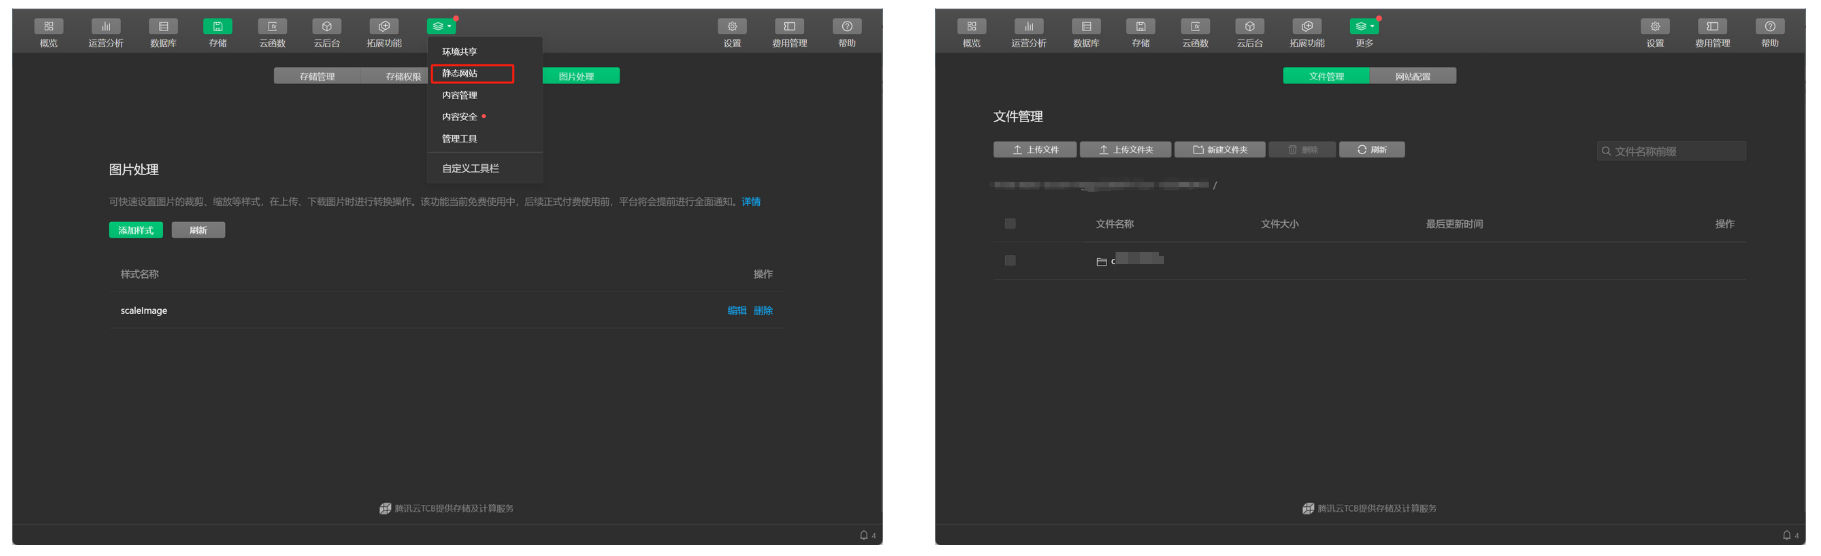 概览 运营分析 数据库 存储 云函数 云后台 拓展功能 设置 费用管理 帮助
环境共享
静态网站
内容管理
内容安全
管理工具
自定义工具栏
存储管理 存储权限 图片处理
图片处理
可快速设置图片的裁剪、缩放等样式，在上传、下载图片时进行转换操作。该功能当前免费使用中，后续正式付费使用前，平台将会提前进行全面通知。详情
添加样式 刷新
样式名称 操作
scaleImage 编辑 删除
腾讯云TCB提供存储及计算服务
4
概览 运营分析 数据库 存储 云函数 云后台 拓展功能 更多 设置 费用管理 帮助
文件管理 网站配置
文件管理
上传文件 上传文件夹 新建文件夹 删除 刷新 文件名称前缀
/
文件名称 文件大小 最后更新时间 操作
c
腾讯云TCB提供存储及计算服务
4